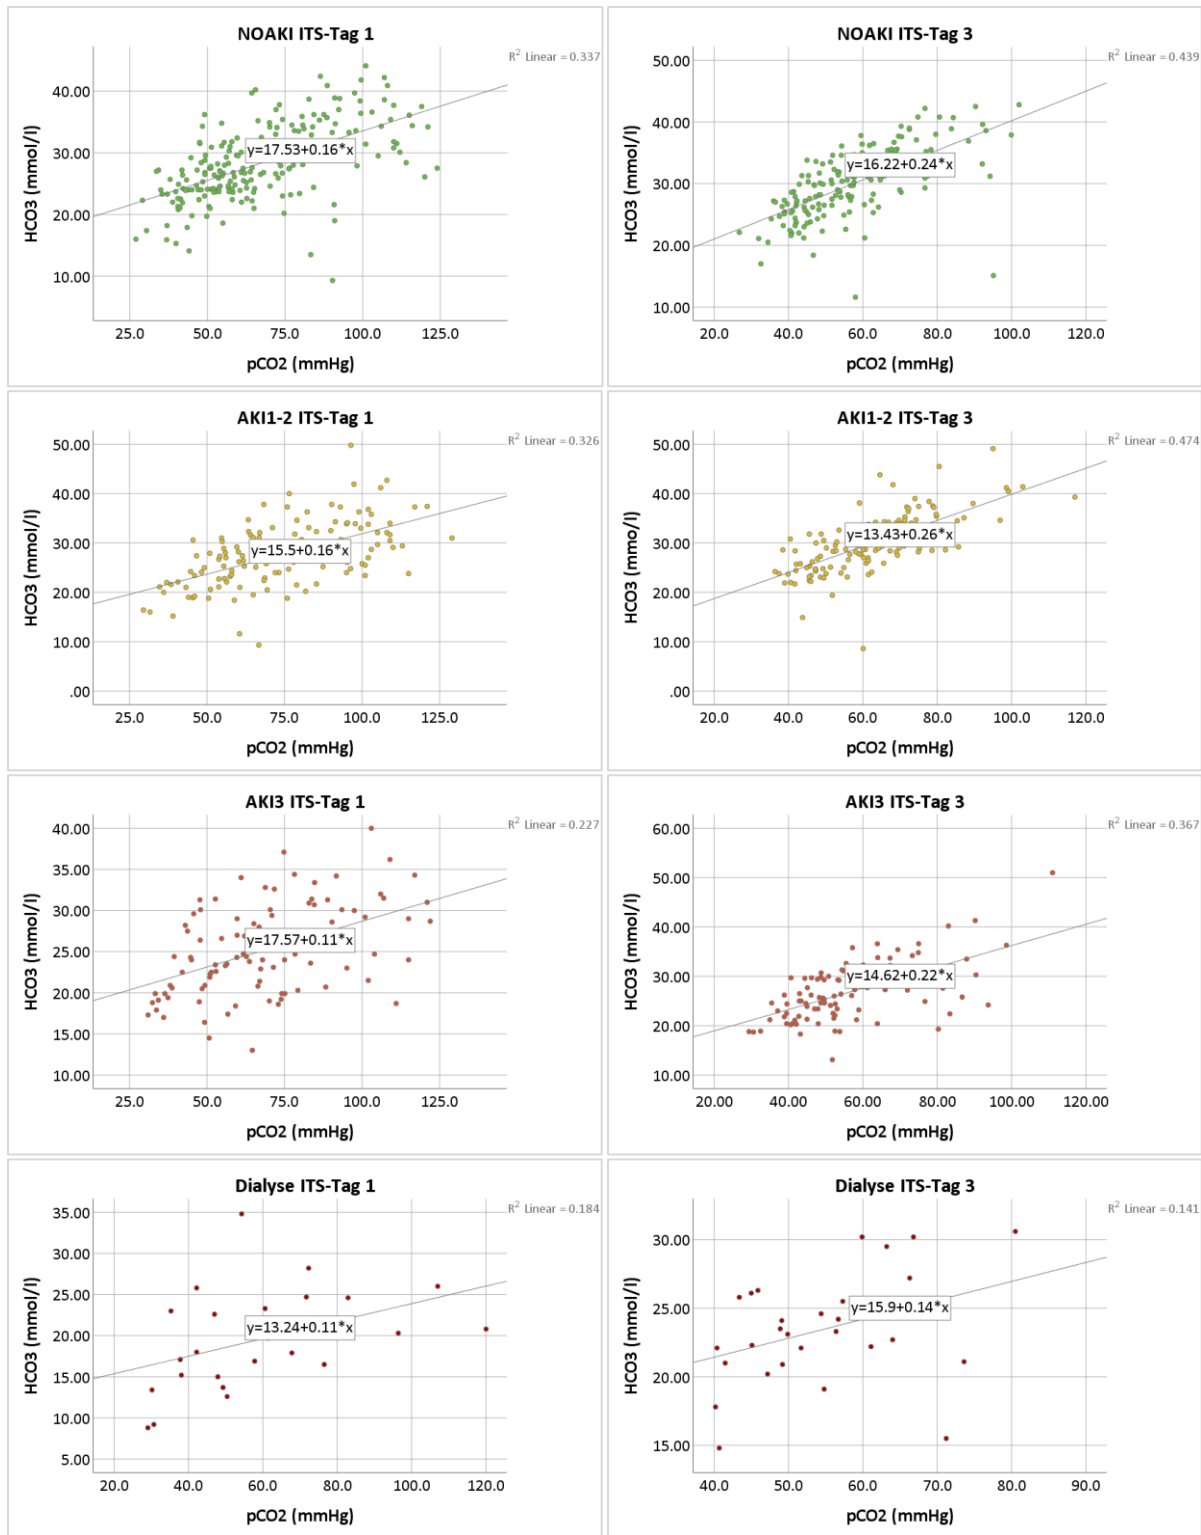 NOAKI ITS-Tag 1
R² Linear = 0.337
HCO3 (mmol/l)
40.00
30.00
20.00
10.00
y=17.53+0.16*x
25.0 50.0 75.0 100.0 125.0
pCO2 (mmHg)
NOAKI ITS-Tag 3
R² Linear = 0.439
HCO3 (mmol/l)
50.00
40.00
30.00
20.00
10.00
y=16.22+0.24*x
20.0 40.0 60.0 80.0 100.0 120.0
pCO2 (mmHg)
AKI1-2 ITS-Tag 1
R² Linear = 0.326
HCO3 (mmol/l)
50.00
40.00
30.00
20.00
10.00
.00
y=15.5+0.16*x
25.0 50.0 75.0 100.0 125.0
pCO2 (mmHg)
AKI1-2 ITS-Tag 3
R² Linear = 0.474
HCO3 (mmol/l)
50.00
40.00
30.00
20.00
10.00
.00
y=13.43+0.26*x
20.0 40.0 60.0 80.0 100.0 120.0
pCO2 (mmHg)
AKI3 ITS-Tag 1
R² Linear = 0.227
HCO3 (mmol/l)
40.00
35.00
30.00
25.00
20.00
15.00
10.00
y=17.57+0.11*x
25.0 50.0 75.0 100.0 125.0
pCO2 (mmHg)
AKI3 ITS-Tag 3
R² Linear = 0.367
HCO3 (mmol/l)
60.00
50.00
40.00
30.00
20.00
10.00
y=14.62+0.22*x
20.00 40.00 60.00 80.00 100.00 120.00
pCO2 (mmHg)
Dialyse ITS-Tag 1
R² Linear = 0.184
HCO3 (mmol/l)
35.00
30.00
25.00
20.00
15.00
10.00
5.00
y=13.24+0.11*x
20.0 40.0 60.0 80.0 100.0 120.0
pCO2 (mmHg)
Dialyse ITS-Tag 3
R² Linear = 0.141
HCO3 (mmol/l)
30.00
25.00
20.00
15.00
y=15.9+0.14*x
40.0 50.0 60.0 70.0 80.0 90.0
pCO2 (mmHg)